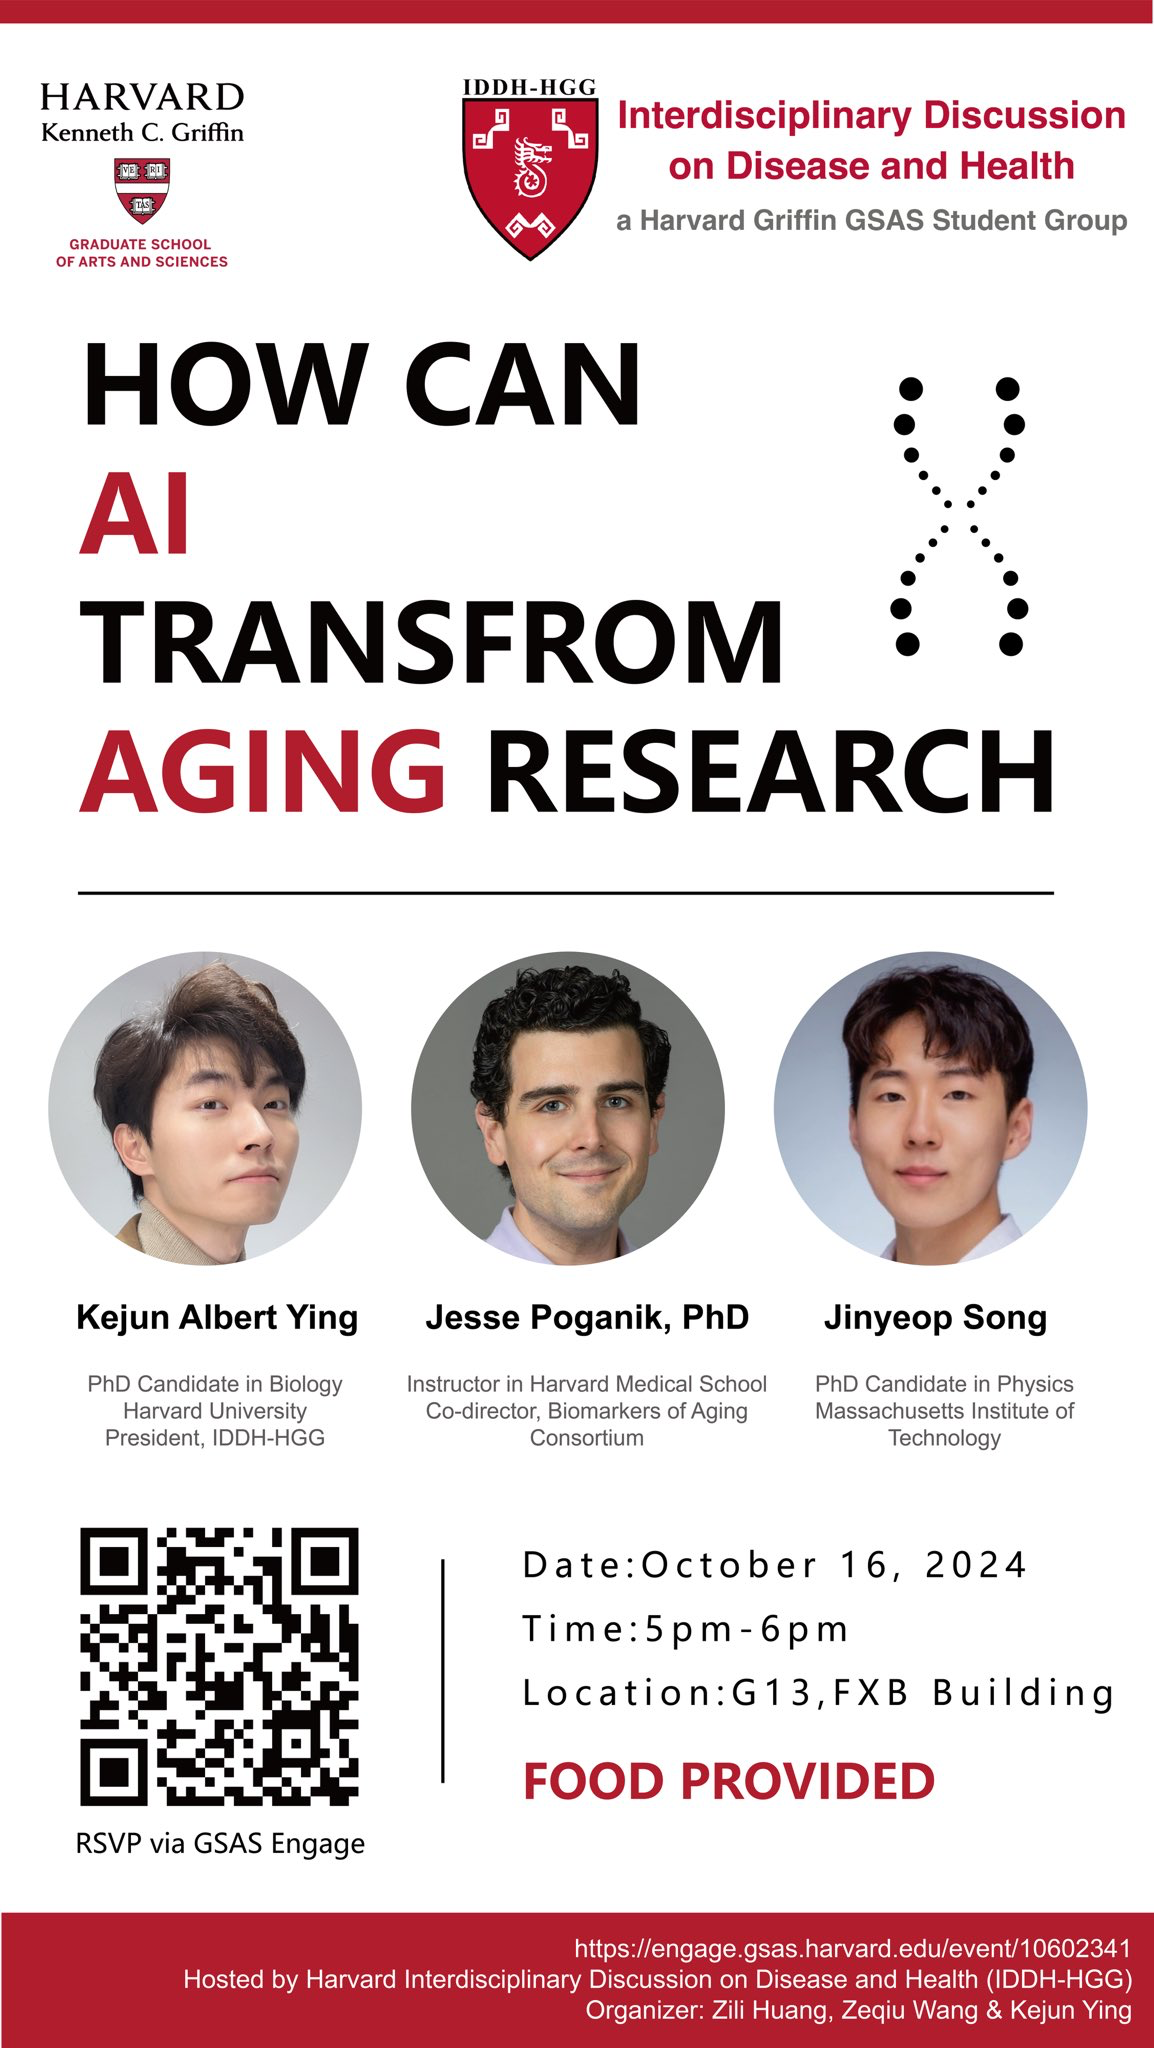 HARVARD
Kenneth C. Griffin
VE RI
TAS
GRADUATE SCHOOL
OF ARTS AND SCIENCES
IDDH-HGG
Interdisciplinary Discussion
on Disease and Health
a Harvard Griffin GSAS Student Group
HOW CAN
AI
TRANSFROM
AGING RESEARCH
Kejun Albert Ying
PhD Candidate in Biology
Harvard University
President, IDDH-HGG
Jesse Poganik, PhD
Instructor in Harvard Medical School
Co-director, Biomarkers of Aging
Consortium
Jinyeop Song
PhD Candidate in Physics
Massachusetts Institute of
Technology
RSVP via GSAS Engage
Date:October 16, 2024
Time:5pm-6pm
Location:G13,FXB Building
FOOD PROVIDED
https://engage.gsas.harvard.edu/event/10602341
Hosted by Harvard Interdisciplinary Discussion on Disease and Health (IDDH-HGG)
Organizer: Zili Huang, Zeqiu Wang & Kejun Ying